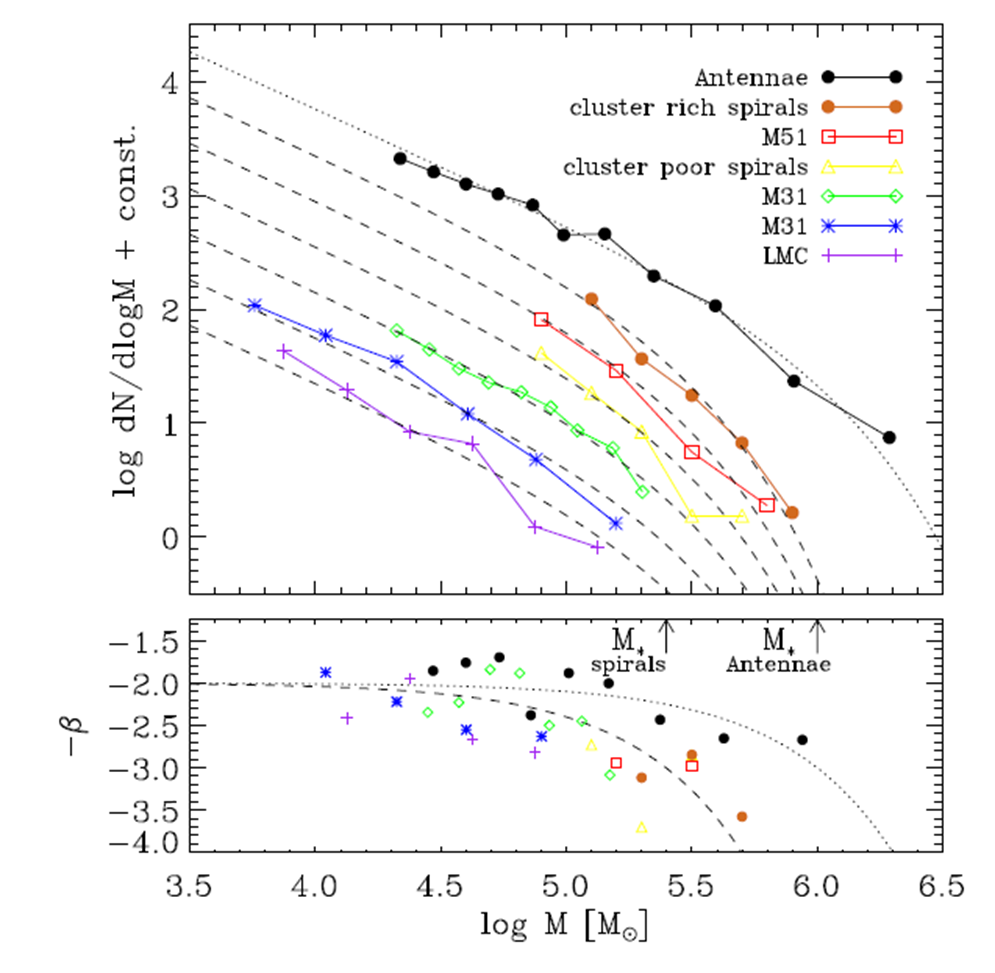 4
3
2
1
0
log dN/dlogM + const.
Antennae
cluster rich spirals
M51
cluster poor spirals
M31
M31
LMC
−1.5
−2.0
−2.5
−3.0
−3.5
−4.0
−β
M* spirals
M* Antennae
3.5 4.0 4.5 5.0 5.5 6.0 6.5
log M [M⊙]